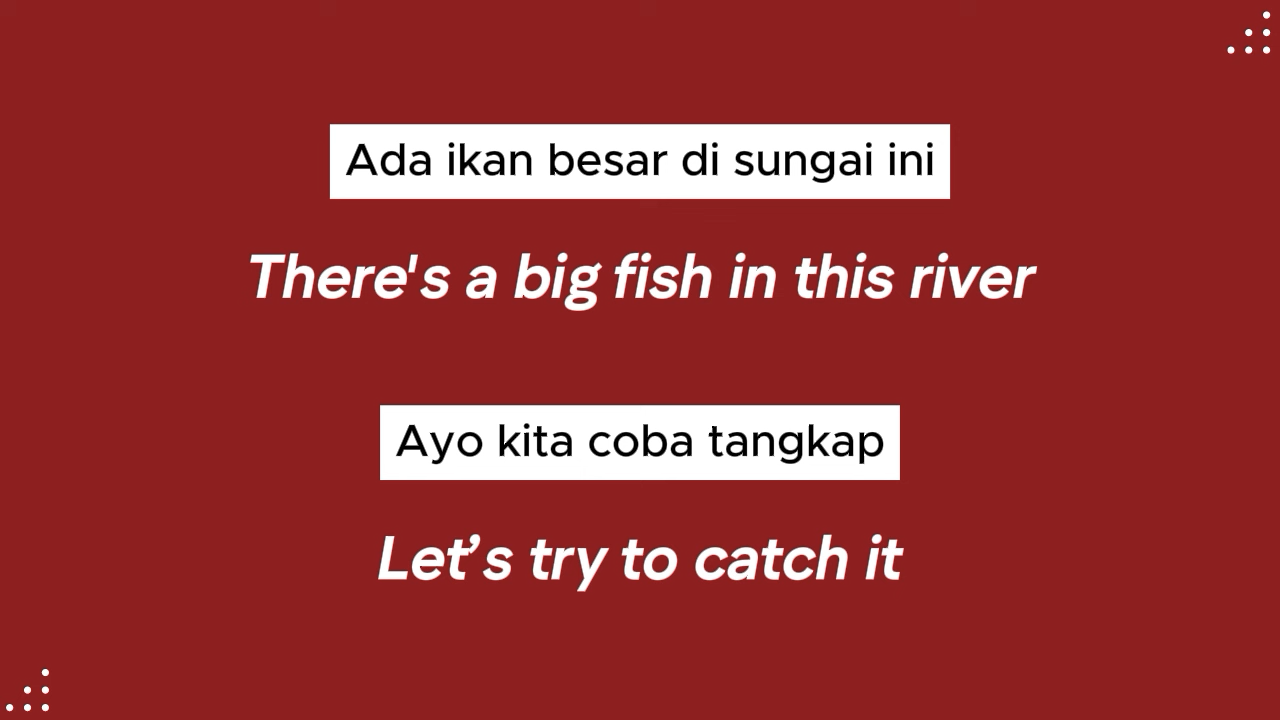 Ada ikan besar di sungai ini
There's a big fish in this river
Ayo kita coba tangkap
Let’s try to catch it